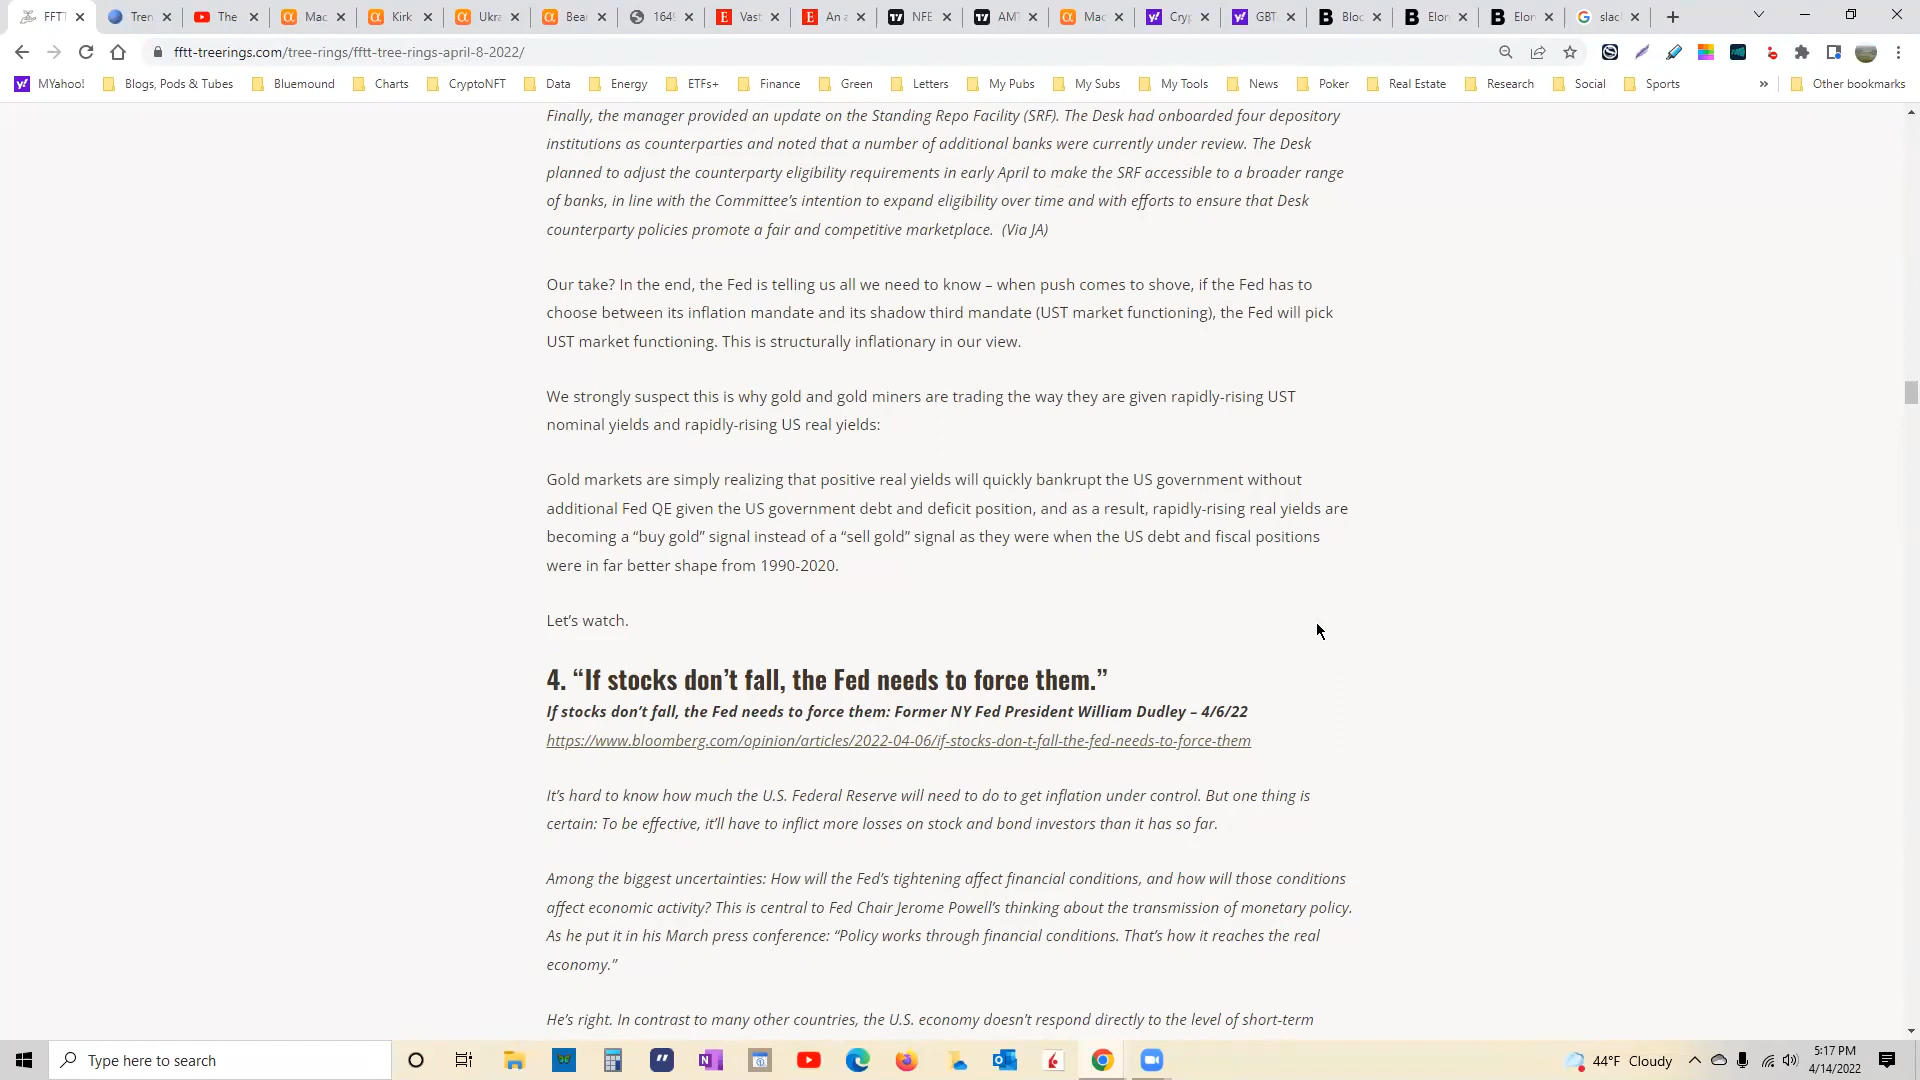 FFT
Tren
The
Mac
Kirk
Ukra
Bear
164
Vast
An a
NFE
AMT
Mac
Cryp
GBT
Bloc
Elon
Elon
slac
fftt-treerings.com/tree-rings/fftt-tree-rings-april-8-2022/
MYahoo!
Blogs, Pods & Tubes
Bluemound
Charts
CryptoNFT
Data
Energy
ETFs+
Finance
Green
Letters
My Pubs
My Subs
My Tools
News
Poker
Real Estate
Research
Social
Sports
»
Other bookmarks
Finally, the manager provided an update on the Standing Repo Facility (SRF). The Desk had onboarded four depository
institutions as counterparties and noted that a number of additional banks were currently under review. The Desk
planned to adjust the counterparty eligibility requirements in early April to make the SRF accessible to a broader range
of banks, in line with the Committee’s intention to expand eligibility over time and with efforts to ensure that Desk
counterparty policies promote a fair and competitive marketplace. (Via JA)
Our take? In the end, the Fed is telling us all we need to know – when push comes to shove, if the Fed has to
choose between its inflation mandate and its shadow third mandate (UST market functioning), the Fed will pick
UST market functioning. This is structurally inflationary in our view.
We strongly suspect this is why gold and gold miners are trading the way they are given rapidly-rising UST
nominal yields and rapidly-rising US real yields:
Gold markets are simply realizing that positive real yields will quickly bankrupt the US government without
additional Fed QE given the US government debt and deficit position, and as a result, rapidly-rising real yields are
becoming a “buy gold” signal instead of a “sell gold” signal as they were when the US debt and fiscal positions
were in far better shape from 1990-2020.
Let’s watch.
4. “If stocks don’t fall, the Fed needs to force them.”
If stocks don’t fall, the Fed needs to force them: Former NY Fed President William Dudley – 4/6/22
https://www.bloomberg.com/opinion/articles/2022-04-06/if-stocks-don-t-fall-the-fed-needs-to-force-them
It’s hard to know how much the U.S. Federal Reserve will need to do to get inflation under control. But one thing is
certain: To be effective, it’ll have to inflict more losses on stock and bond investors than it has so far.
Among the biggest uncertainties: How will the Fed’s tightening affect financial conditions, and how will those conditions
affect economic activity? This is central to Fed Chair Jerome Powell’s thinking about the transmission of monetary policy.
As he put it in his March press conference: “Policy works through financial conditions. That’s how it reaches the real
economy.”
He’s right. In contrast to many other countries, the U.S. economy doesn’t respond directly to the level of short-term
Type here to search
44°F Cloudy
5:17 PM
4/14/2022